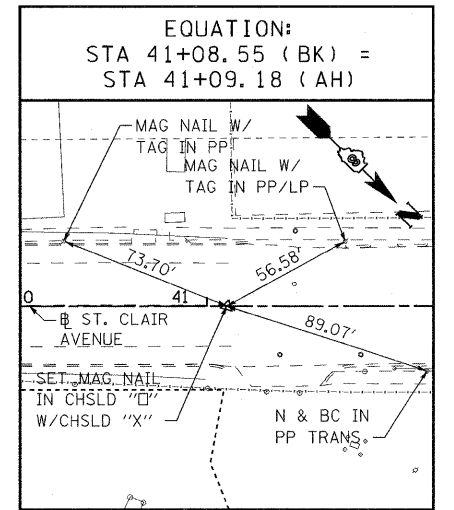 EQUATION:
STA 41+08.55 (BK) =
STA 41+09.18 (AH)
MAG NAIL W/
TAG IN PP
MAG NAIL W/
TAG IN PP/LP
N
73.70'
56.58'
0
41
89.07'
B ST. CLAIR
AVENUE
SET MAG NAIL
IN CHSLD "□"
W/CHSLD "X"
N & BC IN
PP TRANS.